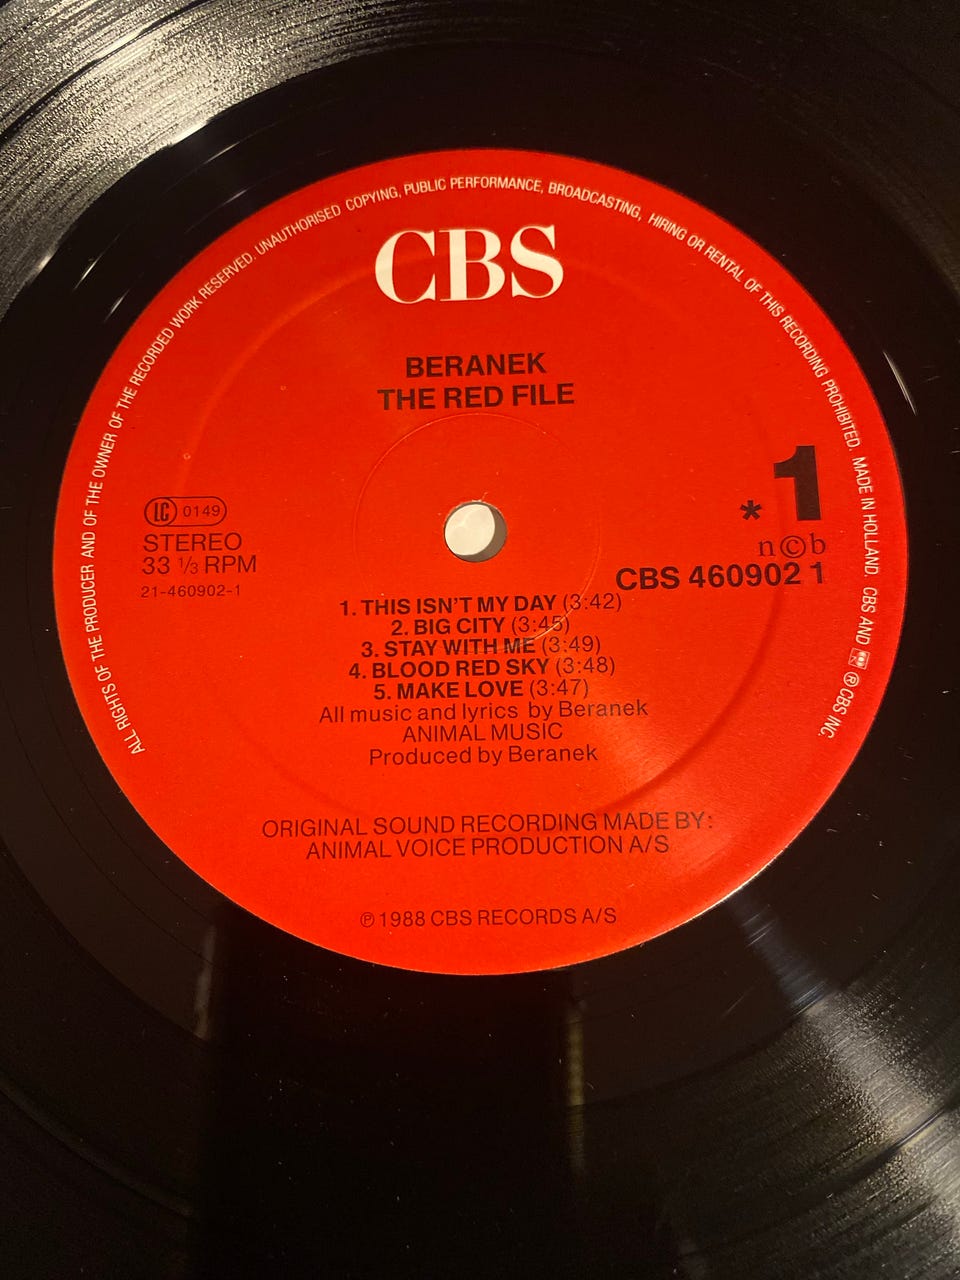 ALL RIGHTS OF THE PRODUCER AND OF THE OWNER OF THE RECORDED WORK RESERVED. UNAUTHORISED COPYING, PUBLIC PERFORMANCE, BROADCASTING, HIRING OR RENTAL OF THIS RECORDING PROHIBITED. MADE IN HOLLAND. CBS AND ® CBS INC.
CBS
BERANEK
THE RED FILE
LC 0149
STEREO
33 1/3 RPM
21-460902-1
* 1
n©b
CBS 460902 1
1. THIS ISN'T MY DAY (3:42)
2. BIG CITY (3:45)
3. STAY WITH ME (3:49)
4. BLOOD RED SKY (3:48)
5. MAKE LOVE (3:47)
All music and lyrics by Beranek
ANIMAL MUSIC
Produced by Beranek
ORIGINAL SOUND RECORDING MADE BY:
ANIMAL VOICE PRODUCTION A/S
℗ 1988 CBS RECORDS A/S